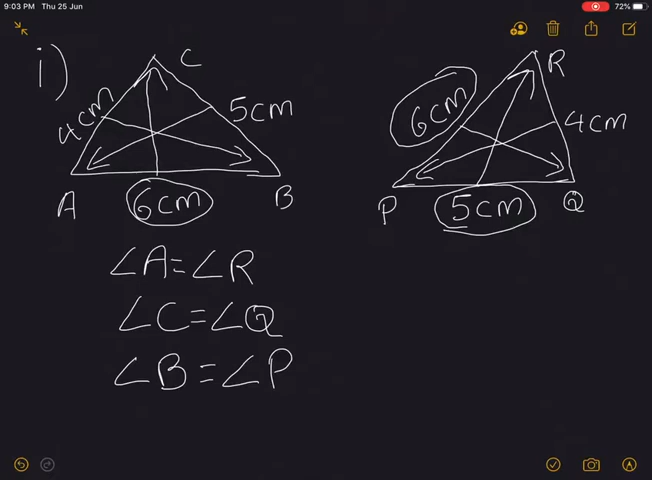 9:03 PM Thu 25 Jun
72%
i)
C
R
4cm
5cm
6cm
4cm
A
6cm
B
P
5cm
Q
∠A=∠R
∠C=∠Q
∠B=∠P